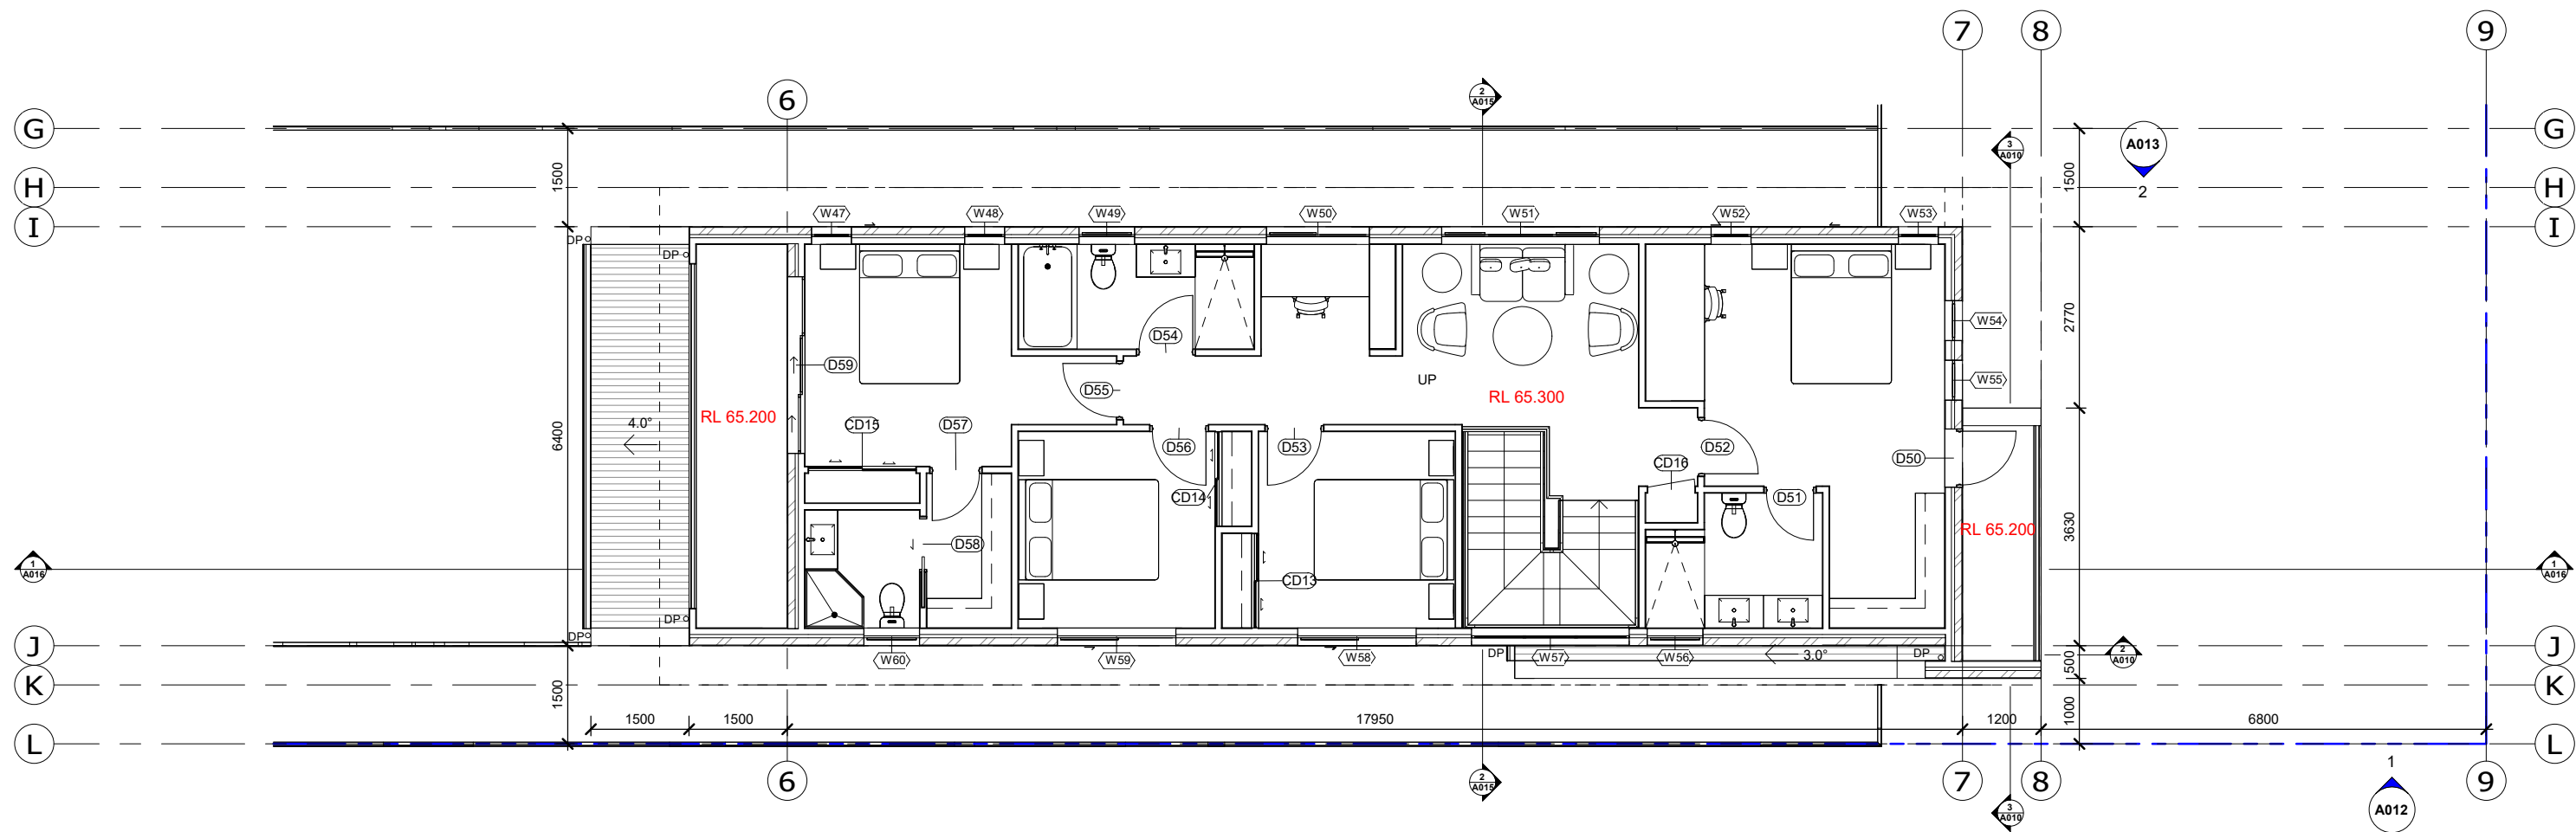 7
8
9
6
2
A015
G
G
3
A010
A013
2
1500
1500
H
H
W47
W48
W49
W50
W51
W52
W53
I
I
DP
DP
2770
W54
D54
D59
D55
UP
W55
RL 65.300
RL 65.200
4.0°
CD15
D57
6400
D56
D53
D52
D50
CD16
CD14
D51
3630
RL 65.200
D58
1
A016
1
A016
CD13
DP
DP
J
J
W60
W59
W58
DP
W57
W56
3.0°
DP
2
A010
500
K
K
1500
1000
1500
1500
17950
1200
6800
L
L
1
6
2
A015
7
8
9
3
A010
A012